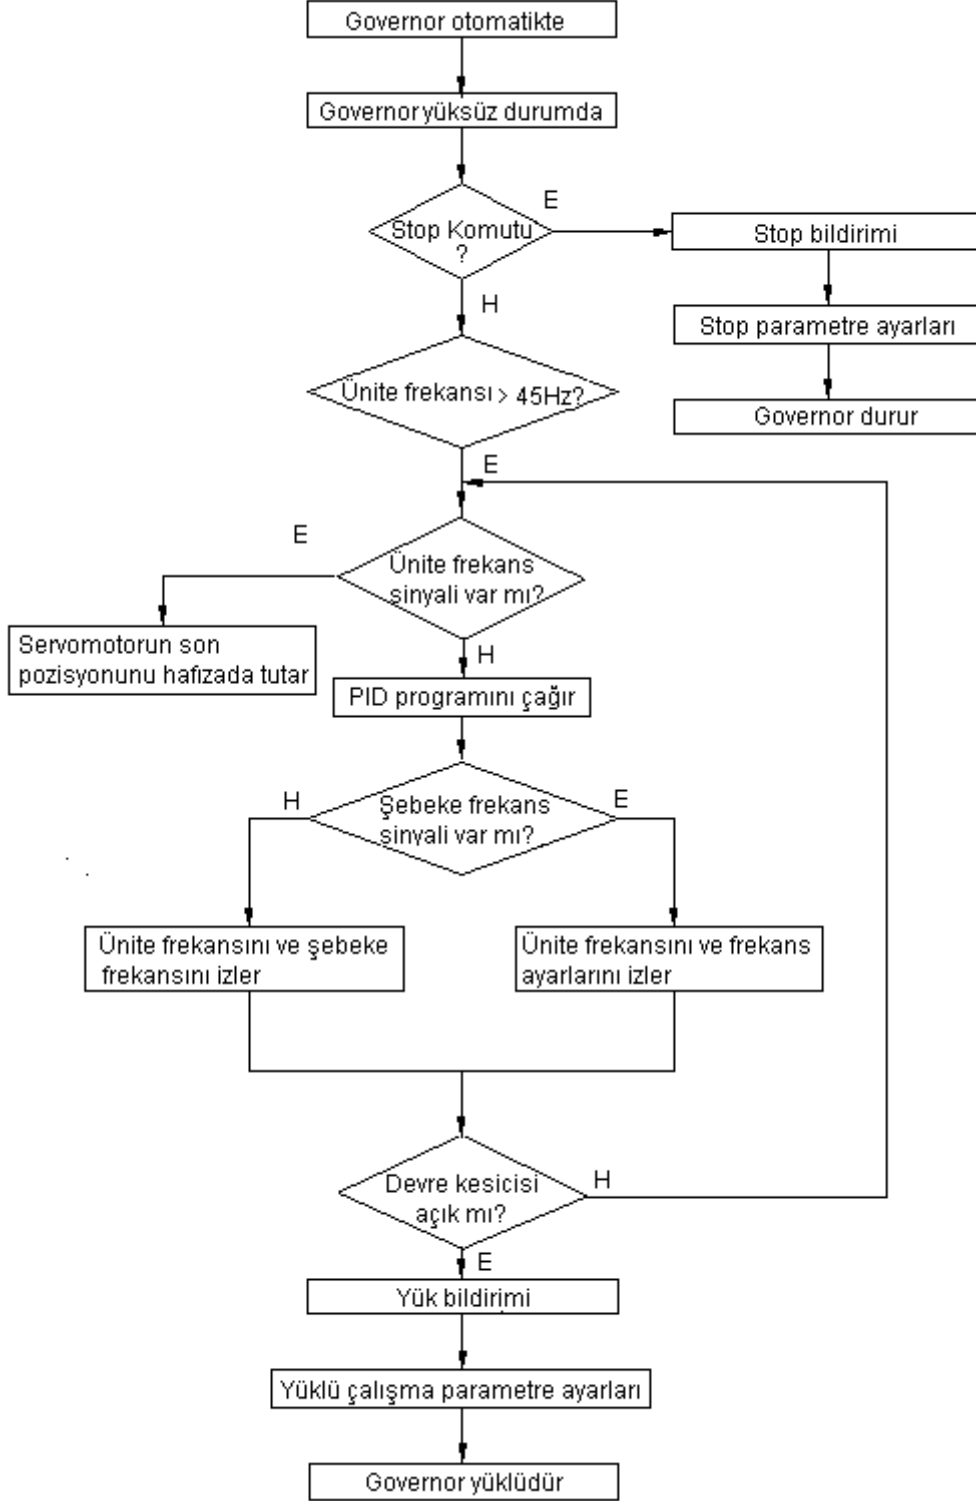 Governor otomatikte
Governor yüksüz durumda
E
Stop Komutu
?
Stop bildirimi
H
Stop parametre ayarları
Ünite frekansı > 45Hz?
Governor durur
E
E
Ünite frekans
sinyali var mı?
Servomotorun son
pozisyonunu hafızada tutar
H
PID programını çağır
H
E
Şebeke frekans
sinyali var mı?
Ünite frekansını ve şebeke
frekansını izler
Ünite frekansını ve frekans
ayarlarını izler
Devre kesicisi
açık mı?
H
E
Yük bildirimi
Yüklü çalışma parametre ayarları
Governor yüklüdür